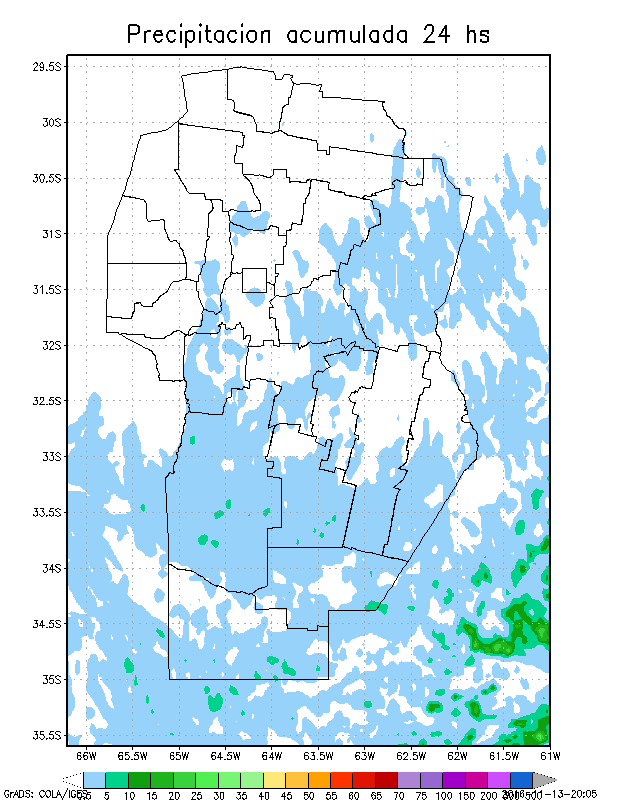 Precipitacion acumulada 24 hs
29.5S
30S
30.5S
31S
31.5S
32S
32.5S
33S
33.5S
34S
34.5S
35S
35.5S
66W 65.5W 65W 64.5W 64W 63.5W 63W 62.5W 62W 61.5W 61W
5 10 15 20 25 30 35 40 45 50 55 60 65 70 75 100 150 200
GrADS: COLA/IGES